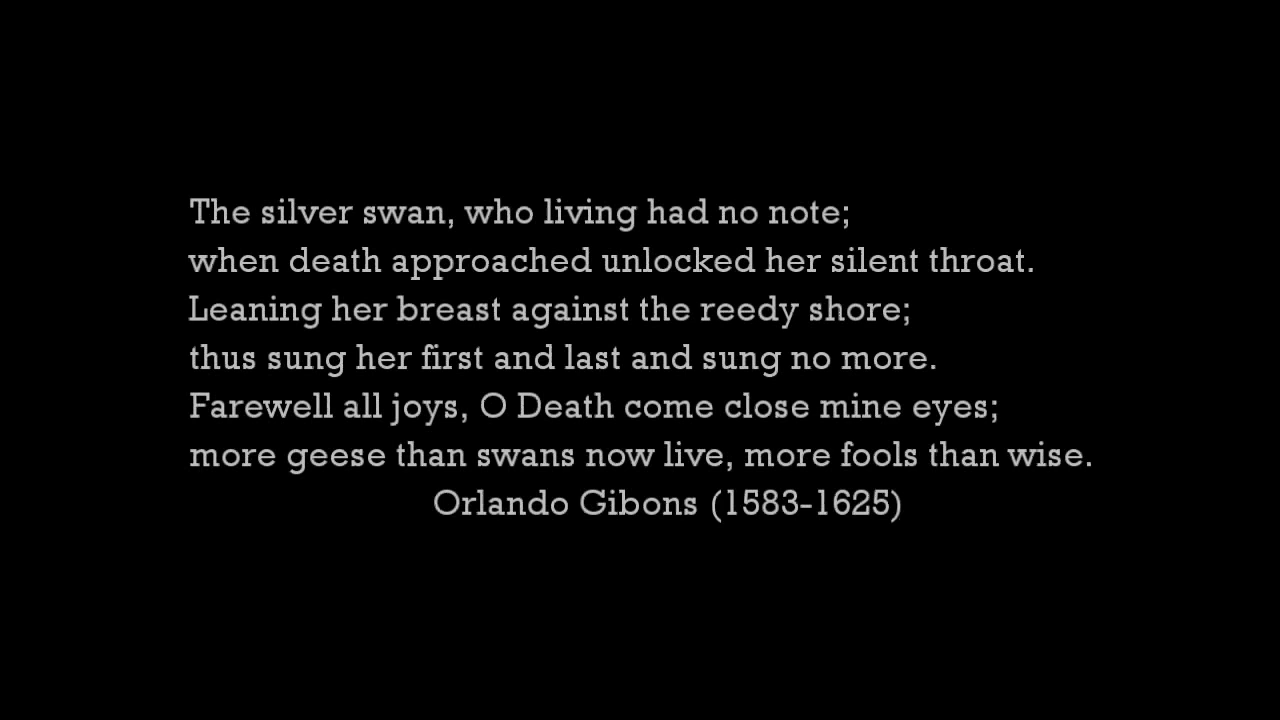 The silver swan, who living had no note;
when death approached unlocked her silent throat.
Leaning her breast against the reedy shore;
thus sung her first and last and sung no more.
Farewell all joys, O Death come close mine eyes;
more geese than swans now live, more fools than wise.
Orlando Gibons (1583-1625)